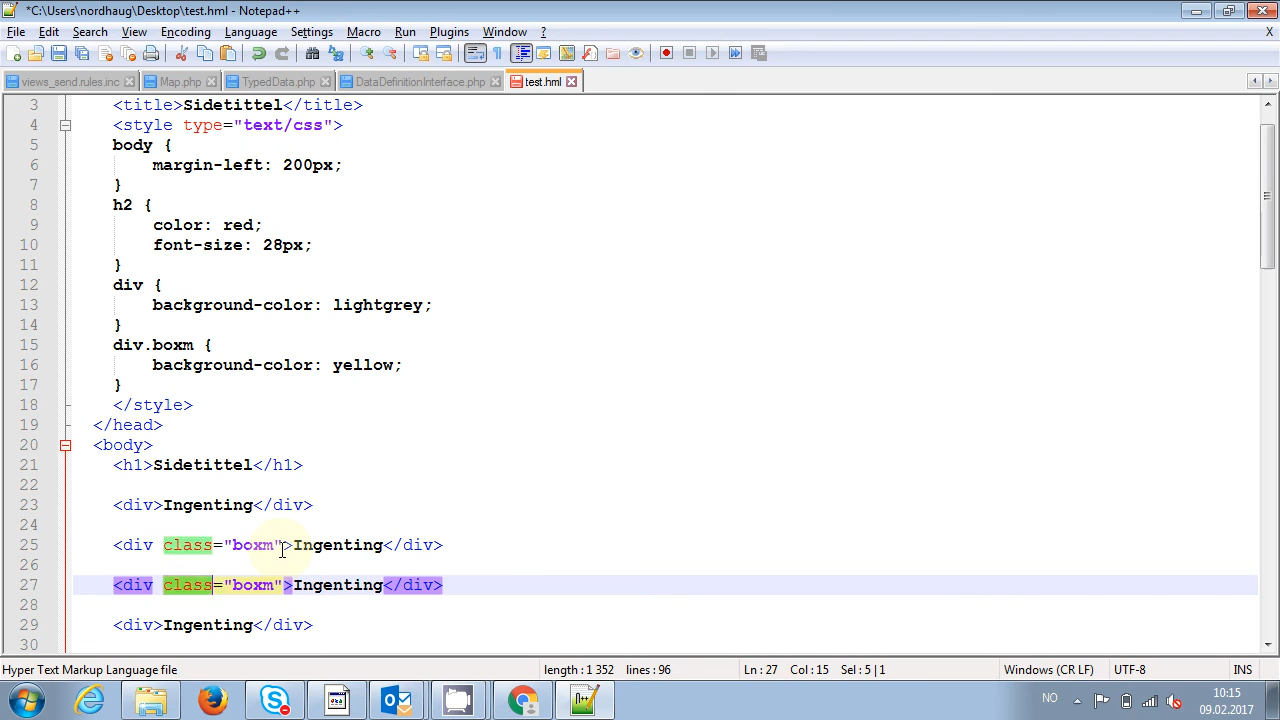 *C:\Users\nordhaug\Desktop\test.hml - Notepad++
File Edit Search View Encoding Language Settings Macro Run Plugins Window ? X
views_send.rules.inc Map.php TypedData.php DataDefinitionInterface.php test.hml
3 <title>Sidetittel</title>
4 <style type="text/css">
5 body {
6 margin-left: 200px;
7 }
8 h2 {
9 color: red;
10 font-size: 28px;
11 }
12 div {
13 background-color: lightgrey;
14 }
15 div.boxm {
16 background-color: yellow;
17 }
18 </style>
19 </head>
20 <body>
21 <h1>Sidetittel</h1>
22
23 <div>Ingenting</div>
24
25 <div class="boxm">Ingenting</div>
26
27 <div class="boxm">Ingenting</div>
28
29 <div>Ingenting</div>
30
Hyper Text Markup Language file length : 1 352 lines : 96 Ln : 27 Col : 15 Sel : 5 | 1 Windows (CR LF) UTF-8 INS
NO 10:15
09.02.2017